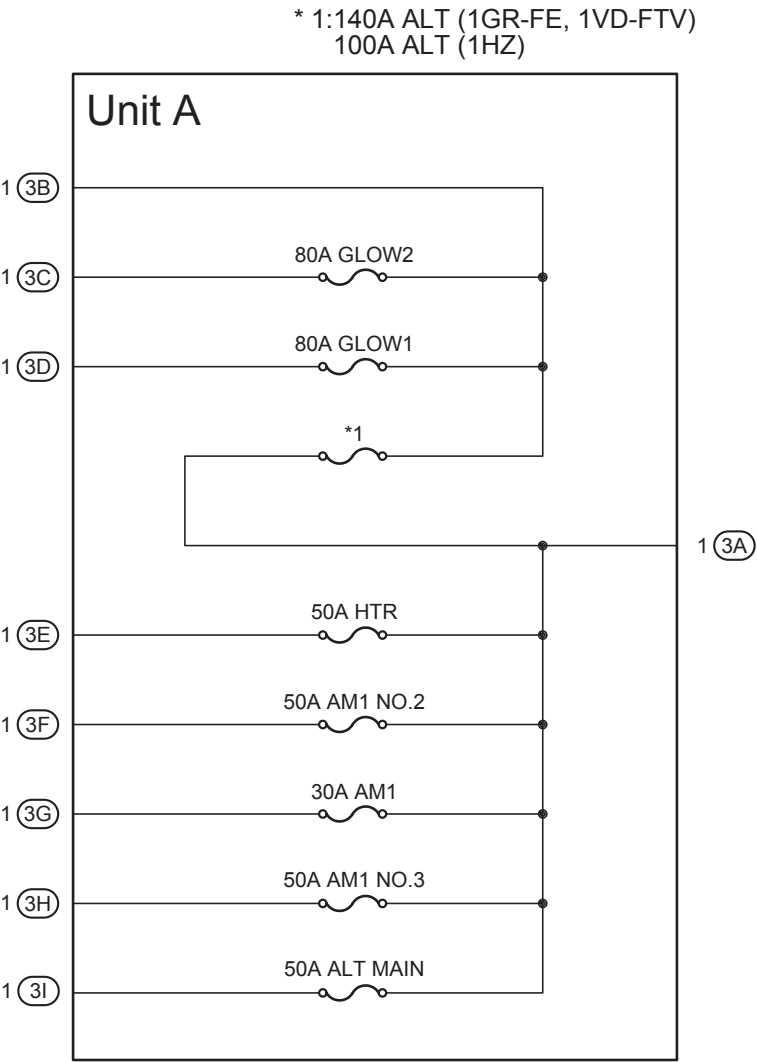 * 1:140A ALT (1GR-FE, 1VD-FTV)
100A ALT (1HZ)
Unit A
1 3B
80A GLOW2
1 3C
80A GLOW1
1 3D
*1
1 3A
50A HTR
1 3E
50A AM1 NO.2
1 3F
30A AM1
1 3G
50A AM1 NO.3
1 3H
50A ALT MAIN
1 3I